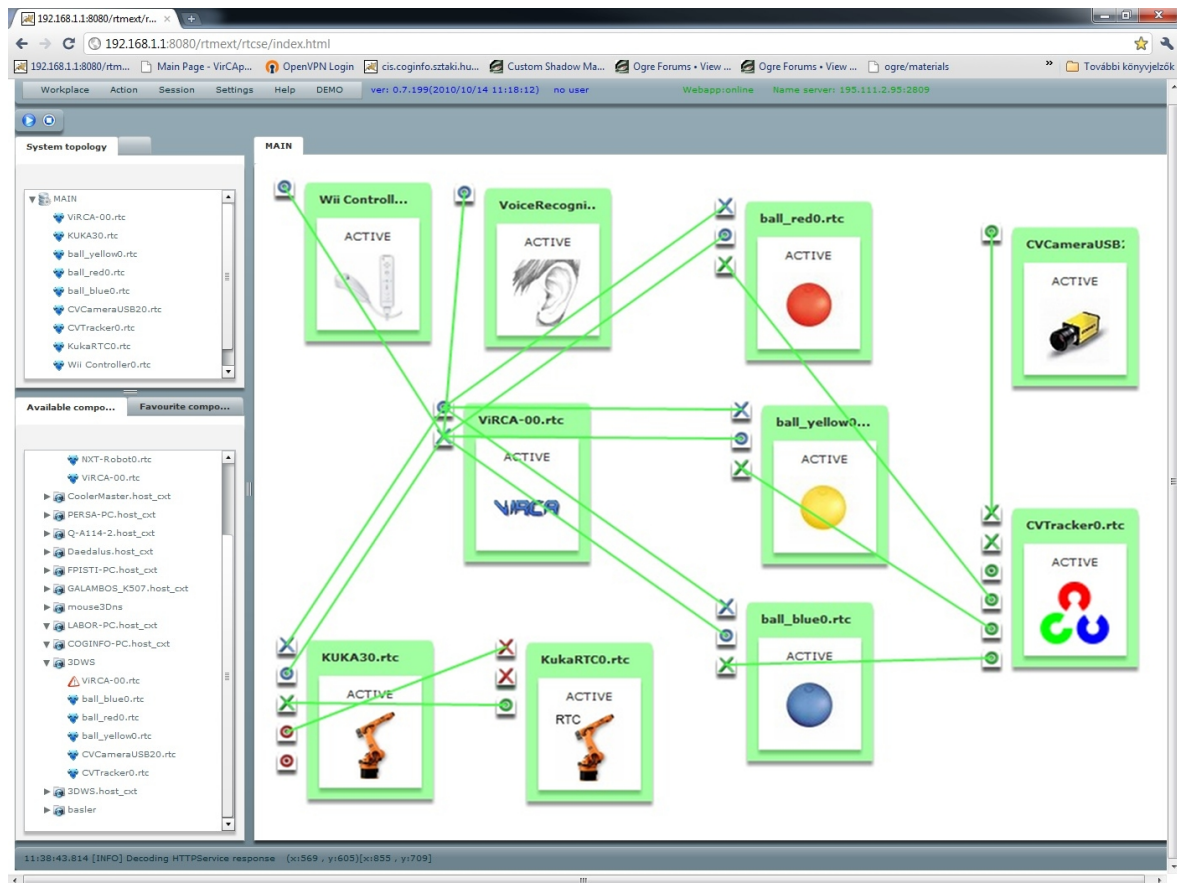 192.168.1.1:8080/rtmext/r...
192.168.1.1:8080/rtmext/rtcse/index.html
192.168.1.1:8080/rtm... Main Page - VirCAp... OpenVPN Login cis.coginfo.sztaki.hu... Custom Shadow Ma... Ogre Forums • View ... Ogre Forums • View ... ogre/materials » További könyvjelzők
Workplace Action Session Settings Help DEMO ver: 0.7.199(2010/10/14 11:18:12) no user Webapp:online Name server: 195.111.2.95:2809
System topology
MAIN
ViRCA-00.rtc
KUKA30.rtc
ball_yellow0.rtc
ball_red0.rtc
ball_blue0.rtc
CVCameraUSB20.rtc
CVTracker0.rtc
KukaRTC0.rtc
Wii Controller0.rtc
Available compo... Favourite compo...
NXT-Robot0.rtc
ViRCA-00.rtc
CoolerMaster.host_cxt
PERSA-PC.host_cxt
Q-A114-2.host_cxt
Daedalus.host_cxt
FPISTI-PC.host_cxt
GALAMBOS_K507.host_cxt
mouse3Dns
LABOR-PC.host_cxt
COGINFO-PC.host_cxt
3DWS
ViRCA-00.rtc
ball_blue0.rtc
ball_red0.rtc
ball_yellow0.rtc
CVCameraUSB20.rtc
CVTracker0.rtc
3DWS.host_cxt
basler
MAIN
Wii Controll...
ACTIVE
VoiceRecogni..
ACTIVE
ball_red0.rtc
ACTIVE
CVCameraUSB:
ACTIVE
ViRCA-00.rtc
ACTIVE
VIRCA
ball_yellow0...
ACTIVE
CVTracker0.rtc
ACTIVE
KUKA30.rtc
ACTIVE
KukaRTC0.rtc
ACTIVE
RTC
ball_blue0.rtc
ACTIVE
11:38:43.814 [INFO] Decoding HTTPService response (x:569 , y:605)[x:855 , y:709]